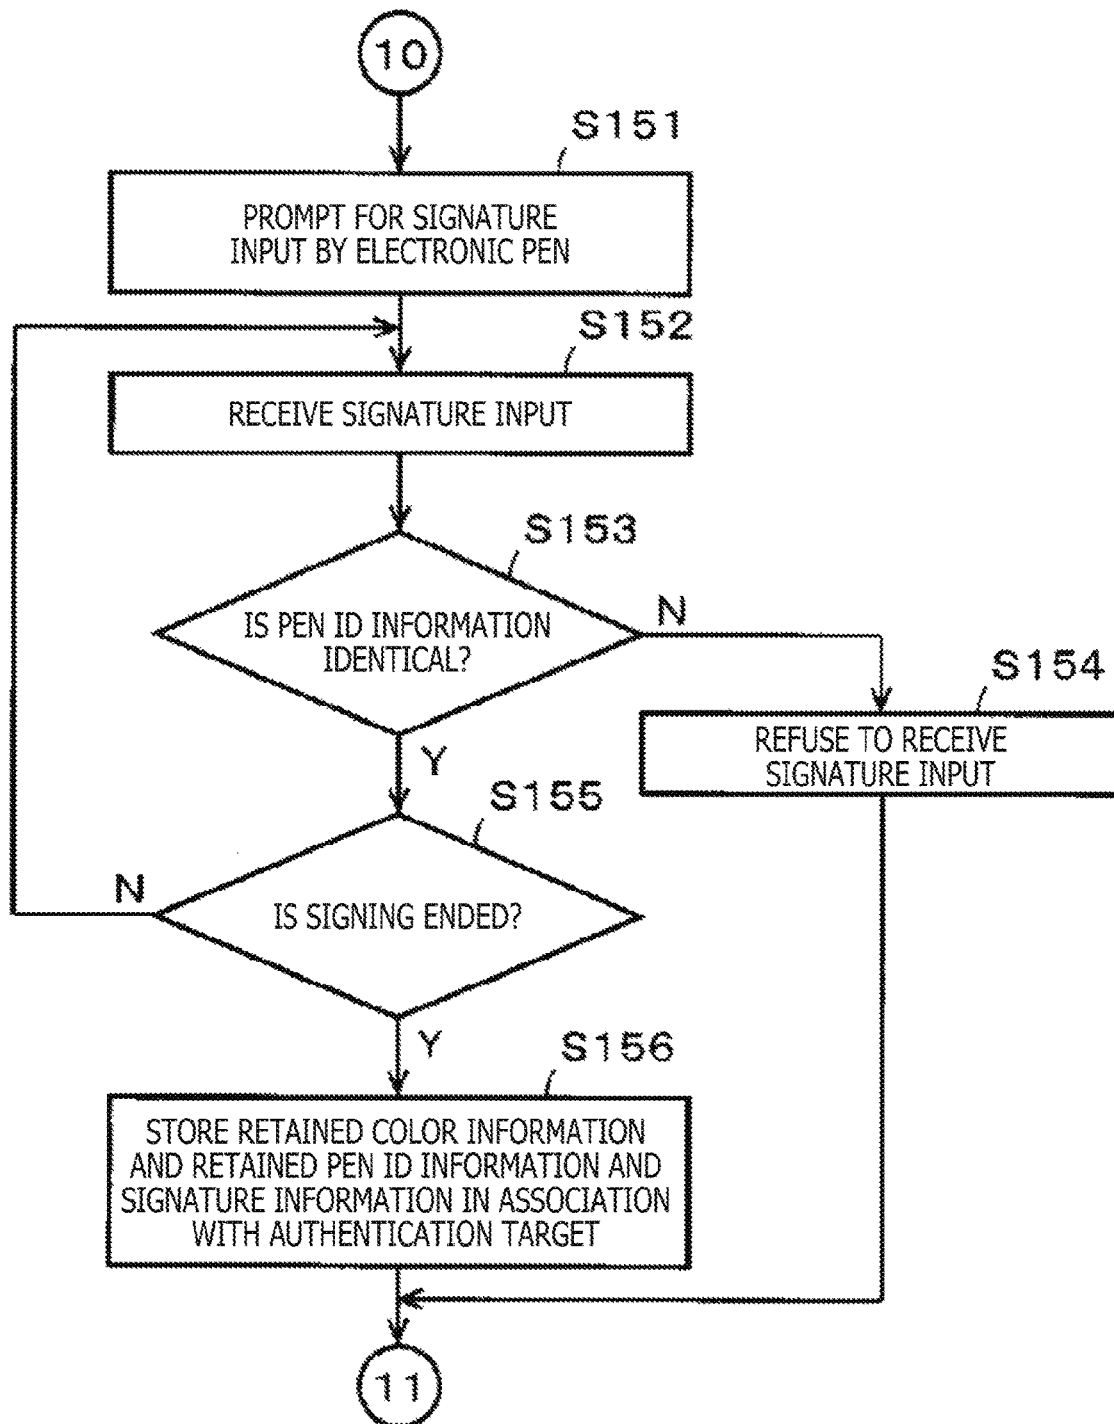 10
S151
PROMPT FOR SIGNATURE
INPUT BY ELECTRONIC PEN
S152
RECEIVE SIGNATURE INPUT
S153
IS PEN ID INFORMATION
IDENTICAL?
N
Y
S154
REFUSE TO RECEIVE
SIGNATURE INPUT
S155
IS SIGNING ENDED?
N
Y
S156
STORE RETAINED COLOR INFORMATION
AND RETAINED PEN ID INFORMATION AND
SIGNATURE INFORMATION IN ASSOCIATION
WITH AUTHENTICATION TARGET
11